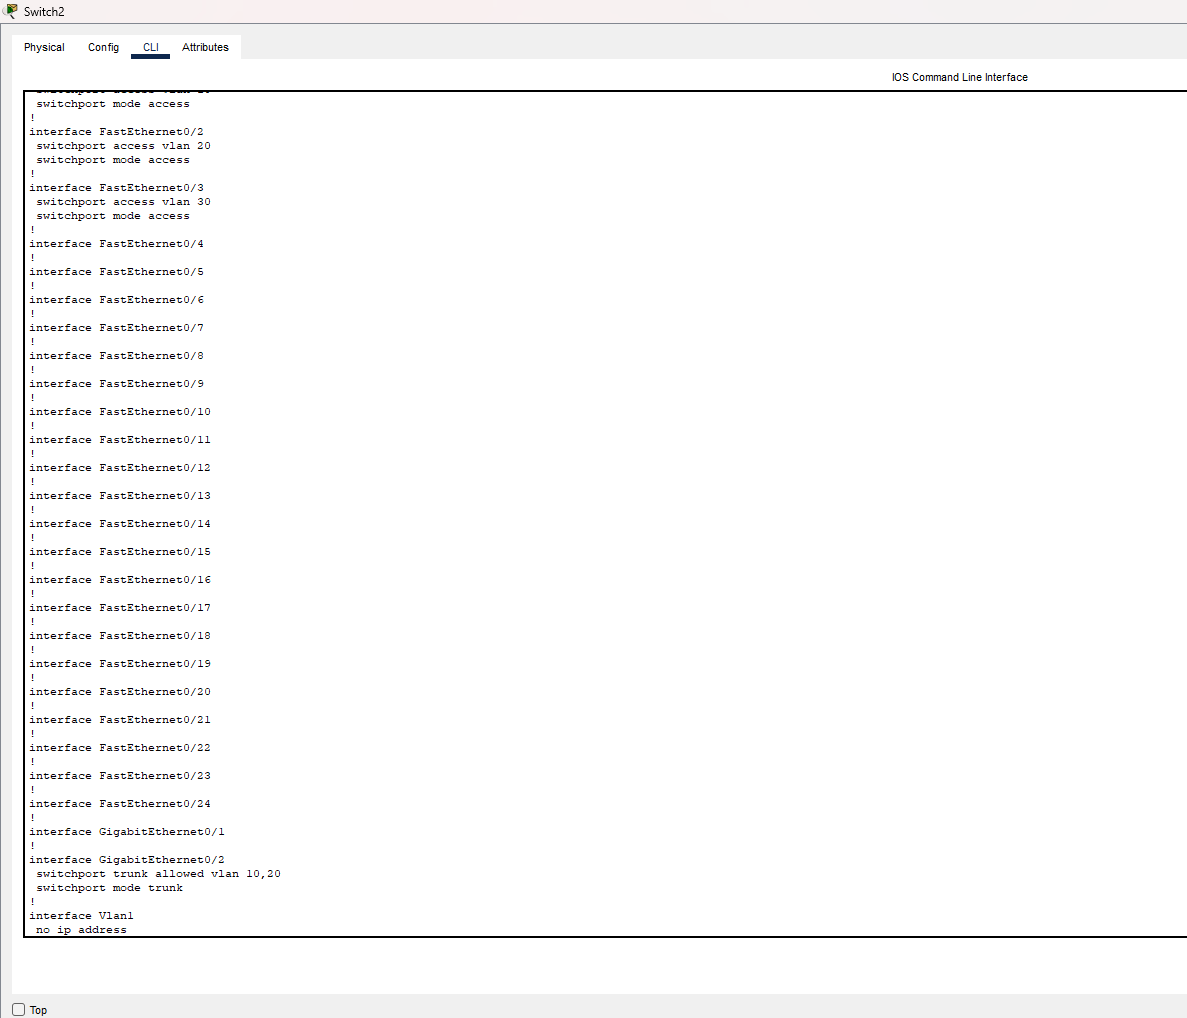 Switch2
Physical Config CLI Attributes
IOS Command Line Interface
switchport mode access
!
interface FastEthernet0/2
switchport access vlan 20
switchport mode access
!
interface FastEthernet0/3
switchport access vlan 30
switchport mode access
!
interface FastEthernet0/4
!
interface FastEthernet0/5
!
interface FastEthernet0/6
!
interface FastEthernet0/7
!
interface FastEthernet0/8
!
interface FastEthernet0/9
!
interface FastEthernet0/10
!
interface FastEthernet0/11
!
interface FastEthernet0/12
!
interface FastEthernet0/13
!
interface FastEthernet0/14
!
interface FastEthernet0/15
!
interface FastEthernet0/16
!
interface FastEthernet0/17
!
interface FastEthernet0/18
!
interface FastEthernet0/19
!
interface FastEthernet0/20
!
interface FastEthernet0/21
!
interface FastEthernet0/22
!
interface FastEthernet0/23
!
interface FastEthernet0/24
!
interface GigabitEthernet0/1
!
interface GigabitEthernet0/2
switchport trunk allowed vlan 10,20
switchport mode trunk
!
interface Vlan1
no ip address
Top